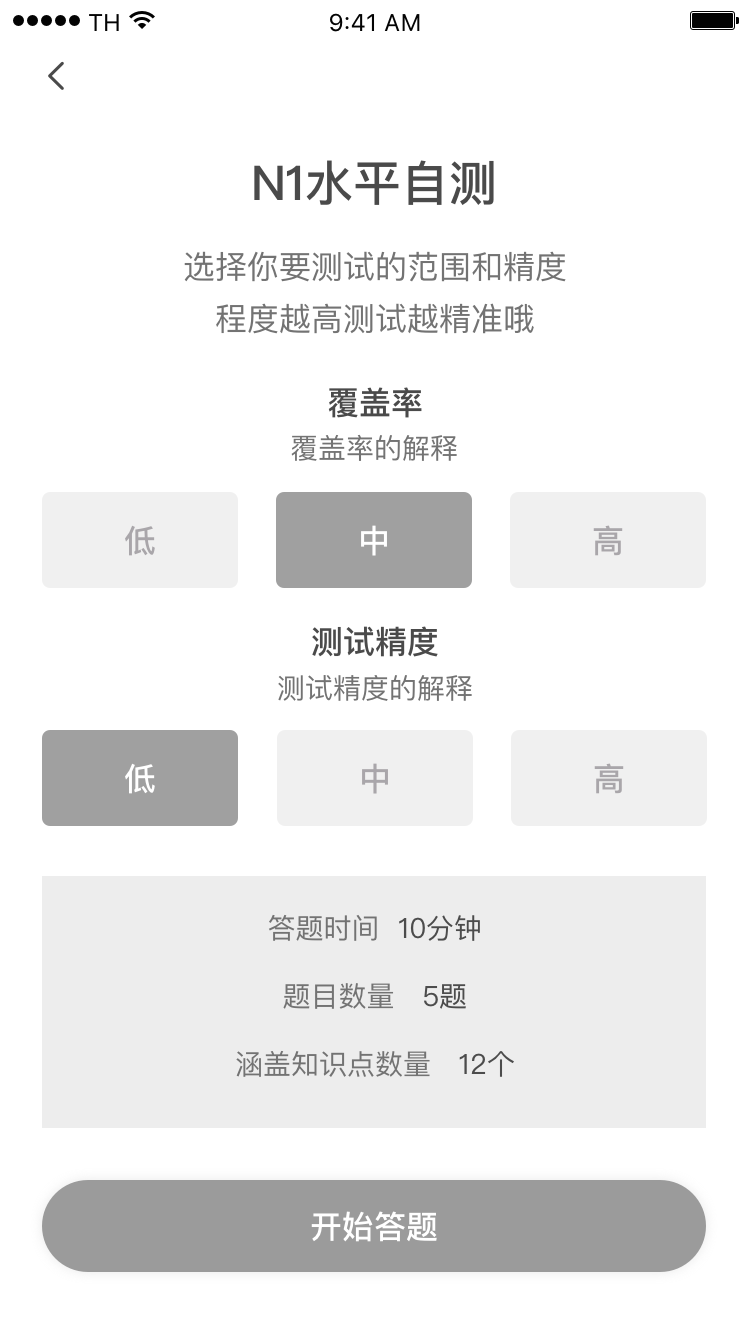 TH 9:41 AM
N1水平自测
选择你要测试的范围和精度
程度越高测试越精准哦
覆盖率
覆盖率的解释
低 中 高
测试精度
测试精度的解释
低 中 高
答题时间 10分钟
题目数量 5题
涵盖知识点数量 12个
开始答题